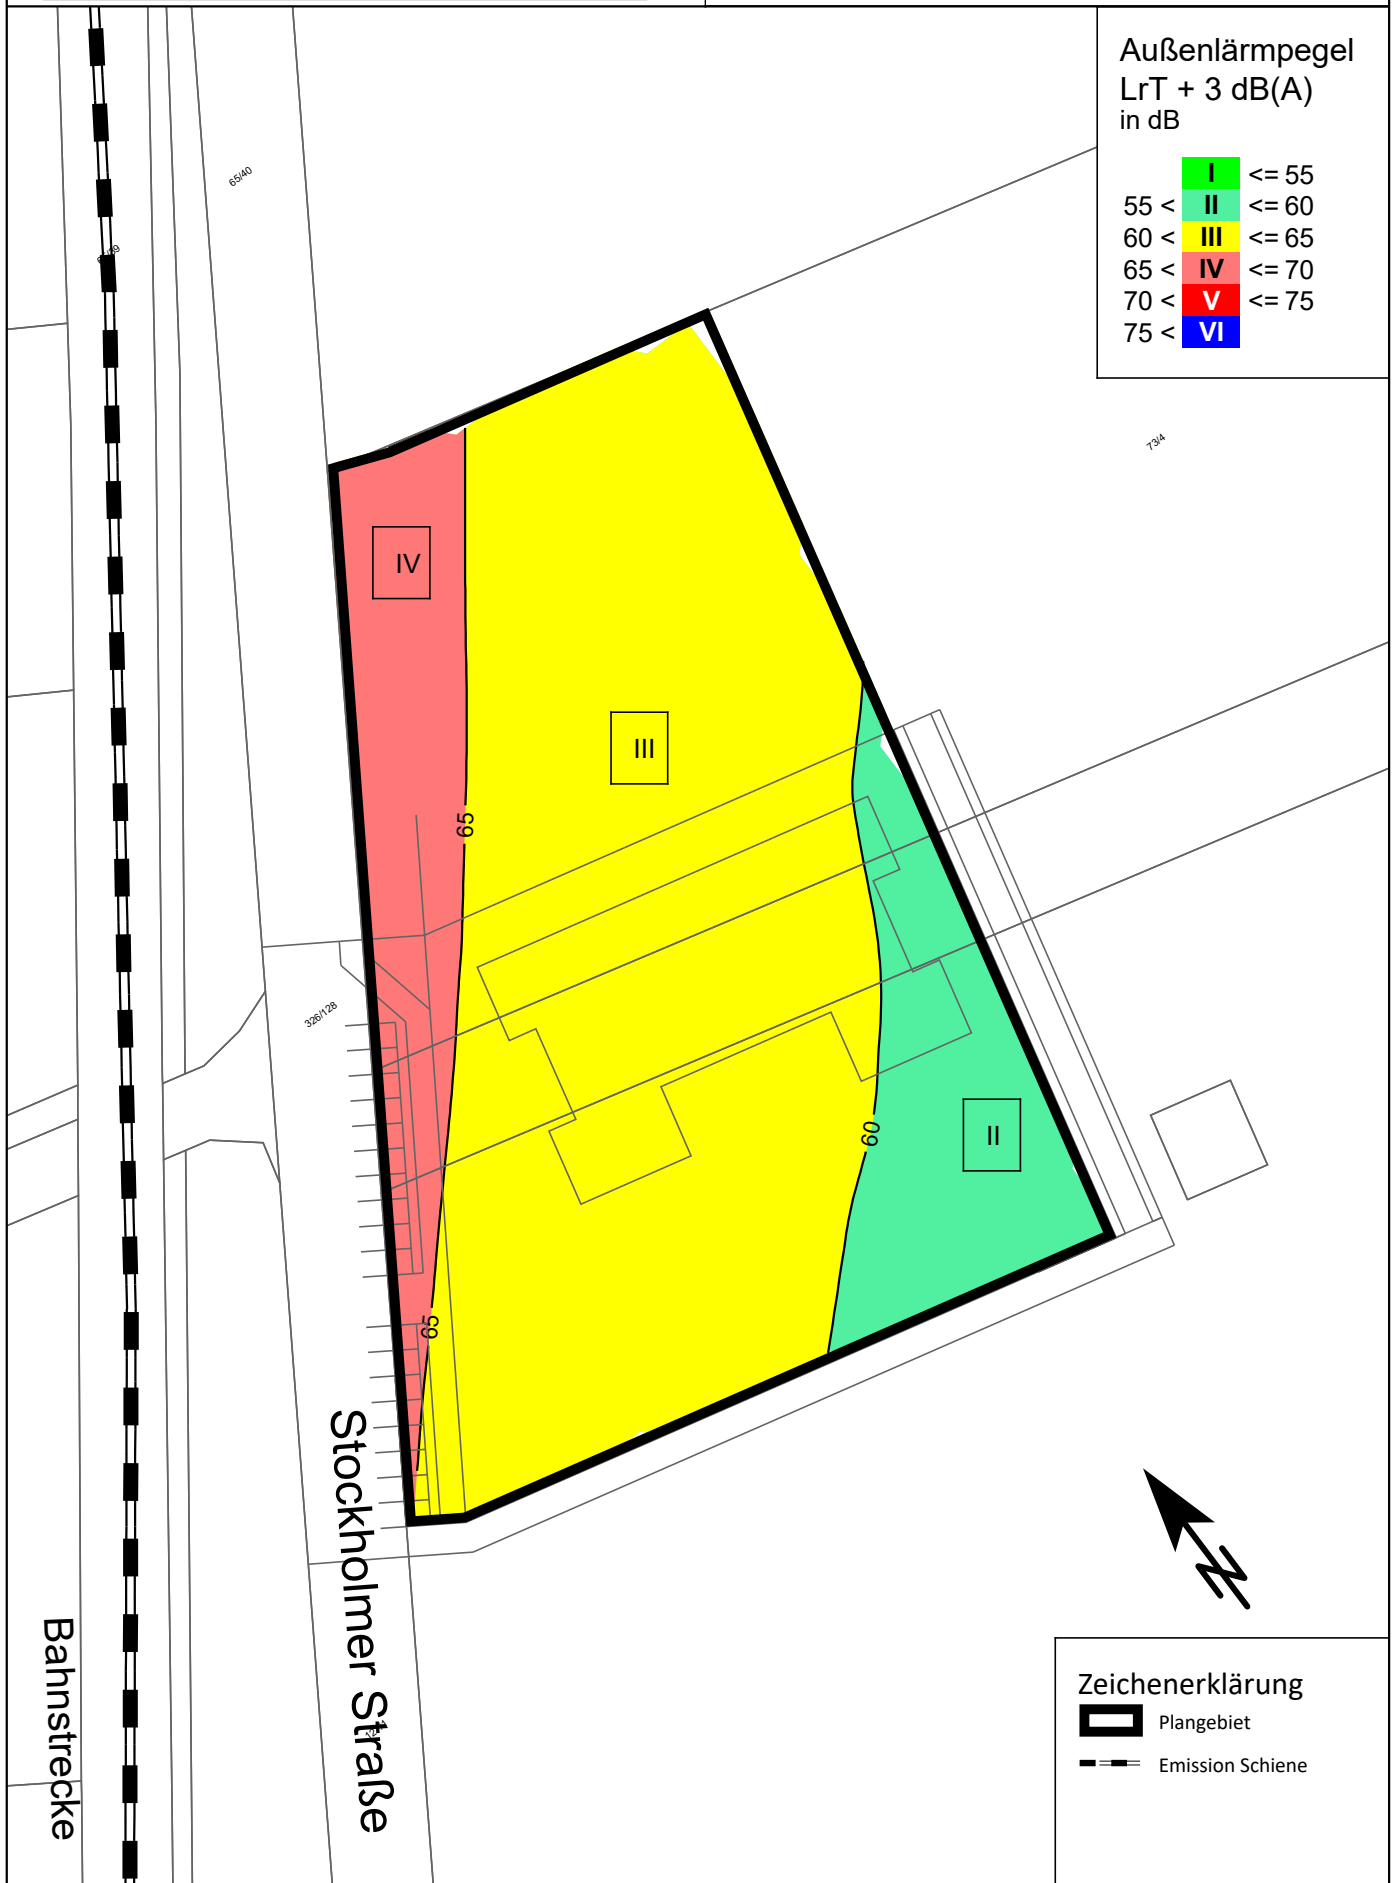 Außenlärmpegel
LrT + 3 dB(A)
in dB
I <= 55
55 < II <= 60
60 < III <= 65
65 < IV <= 70
70 < V <= 75
75 < VI
65/40
73/4
IV
III
65
326/128
60
II
65
Stockholmer Straße
Bahnstrecke
Zeichenerklärung
Plangebiet
Emission Schiene